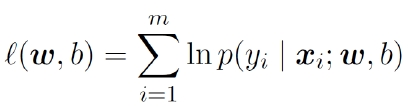 ℓ(w, b) = ∑_{i=1}^{m} ln p(y_i | x_i; w, b)